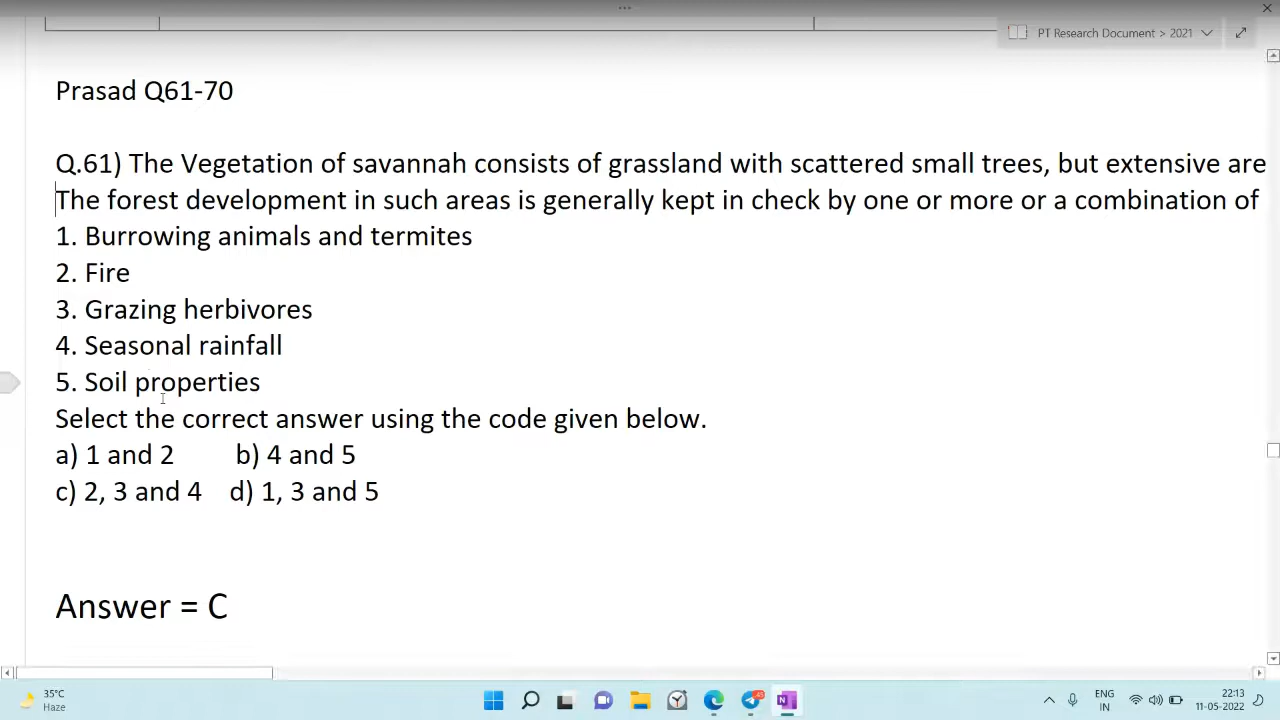 PT Research Document > 2021
Prasad Q61-70
Q.61) The Vegetation of savannah consists of grassland with scattered small trees, but extensive are
The forest development in such areas is generally kept in check by one or more or a combination of
1. Burrowing animals and termites
2. Fire
3. Grazing herbivores
4. Seasonal rainfall
5. Soil properties
Select the correct answer using the code given below.
a) 1 and 2 b) 4 and 5
c) 2, 3 and 4 d) 1, 3 and 5
Answer = C
35°C
Haze
ENG
IN
22:13
11-05-2022